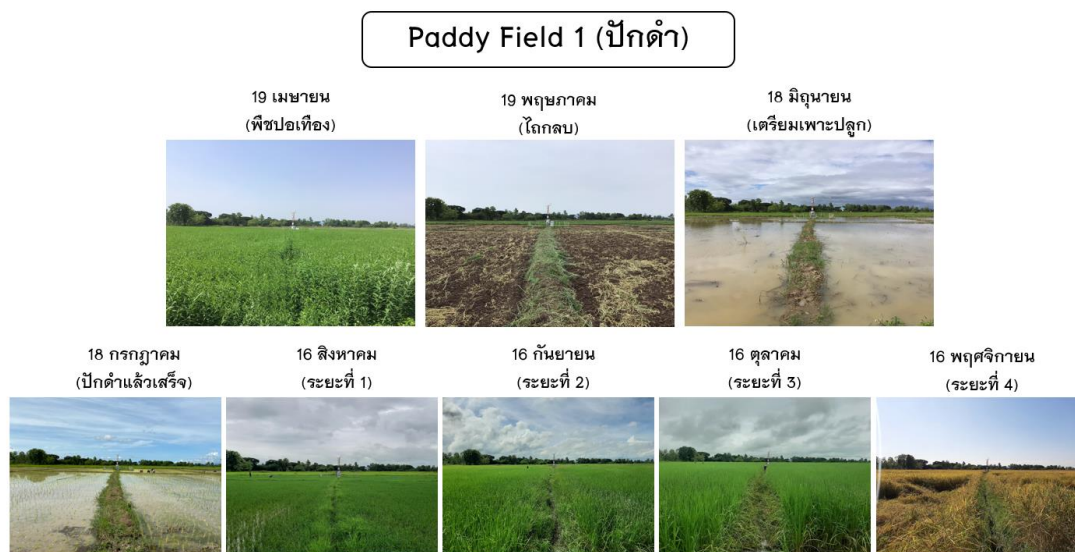 Paddy Field 1 (ปักดำ)
19 เมษายน
(พืชปอเทือง)
19 พฤษภาคม
(ไถกลบ)
18 มิถุนายน
(เตรียมเพาะปลูก)
18 กรกฎาคม
(ปักดำแล้วเสร็จ)
16 สิงหาคม
(ระยะที่ 1)
16 กันยายน
(ระยะที่ 2)
16 ตุลาคม
(ระยะที่ 3)
16 พฤศจิกายน
(ระยะที่ 4)